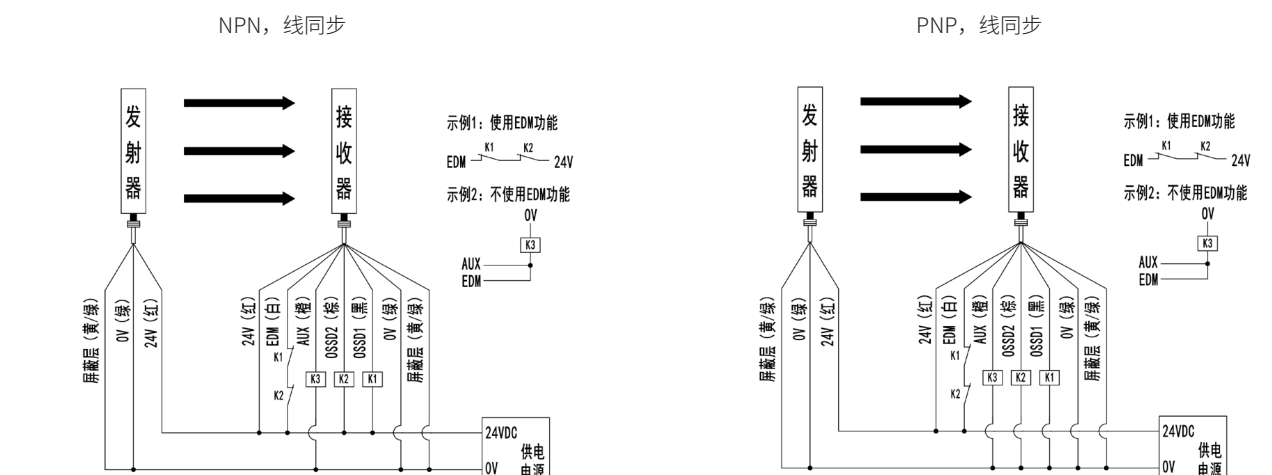 NPN，线同步
发射器
接收器
示例1：使用EDM功能
K1
K2
EDM
24V
示例2：不使用EDM功能
0V
K3
AUX
EDM
屏蔽层（黄/绿）
0V（绿）
24V（红）
24V（红）
EDM（白）
AUX（橙）
OSSD2（棕）
OSSD1（黑）
0V（绿）
屏蔽层（黄/绿）
K1
K2
K3
K2
K1
24VDC
供电
电源
0V
PNP，线同步
发射器
接收器
示例1：使用EDM功能
K1
K2
EDM
24V
示例2：不使用EDM功能
0V
K3
AUX
EDM
屏蔽层（黄/绿）
0V（绿）
24V（红）
24V（红）
EDM（白）
AUX（橙）
OSSD2（棕）
OSSD1（黑）
0V（绿）
屏蔽层（黄/绿）
K1
K2
K3
K2
K1
24VDC
供电
电源
0V